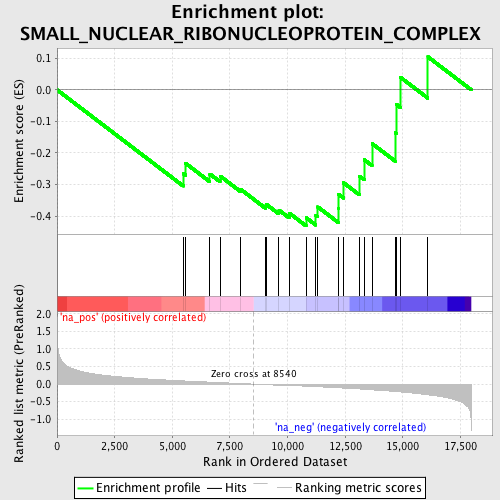 Enrichment plot:
SMALL_NUCLEAR_RIBONUCLEOPROTEIN_COMPLEX
Enrichment score (ES)
0.1
0.0
-0.1
-0.2
-0.3
-0.4
'na_pos' (positively correlated)
Ranked list metric (PreRanked)
2.0
1.5
1.0
0.5
0.0
-0.5
-1.0
Zero cross at 8540
'na_neg' (negatively correlated)
0 2,500 5,000 7,500 10,000 12,500 15,000 17,500
Rank in Ordered Dataset
Enrichment profile Hits Ranking metric scores